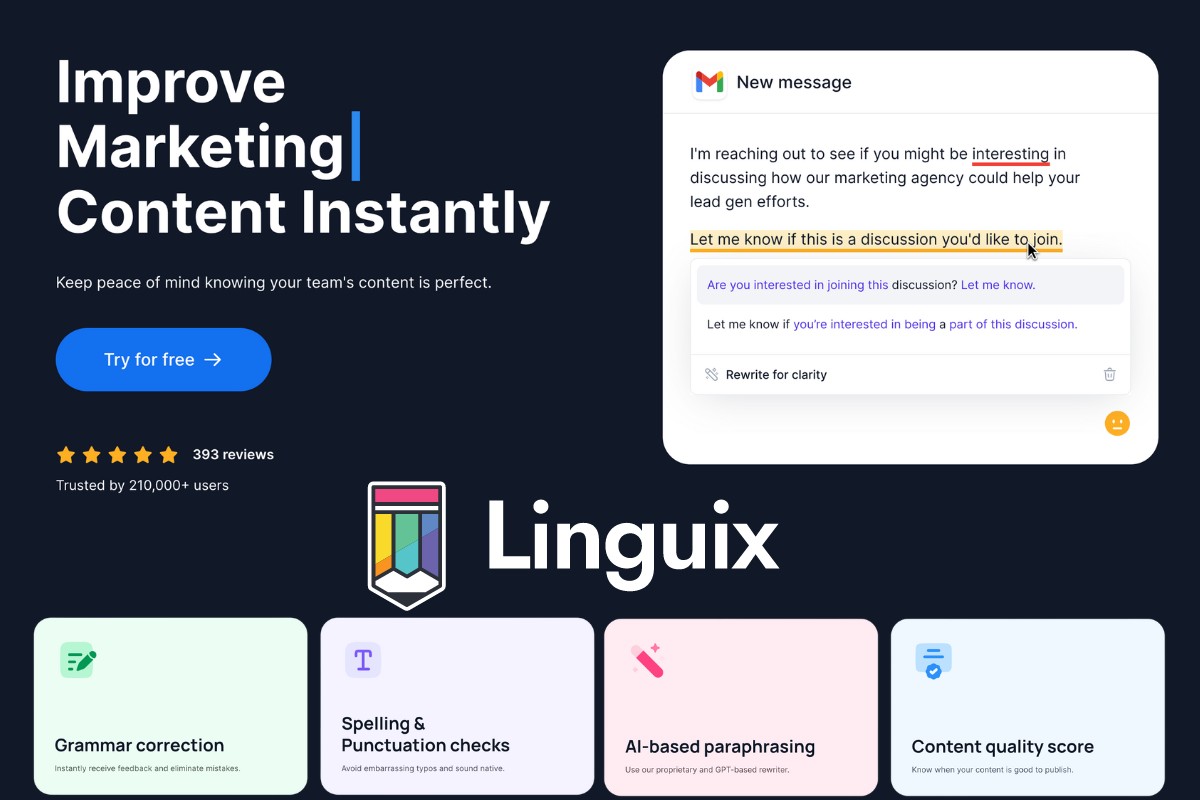 Improve
Marketing
Content Instantly
Keep peace of mind knowing your team's content is perfect.
Try for free →
393 reviews
Trusted by 210,000+ users
New message
I'm reaching out to see if you might be interesting in
discussing how our marketing agency could help your
lead gen efforts.
Let me know if this is a discussion you'd like to join.
Are you interested in joining this discussion? Let me know.
Let me know if you're interested in being a part of this discussion.
Rewrite for clarity
Linguix
Grammar correction
Instantly receive feedback and eliminate mistakes.
Spelling &
Punctuation checks
Avoid embarrassing typos and sound native.
AI-based paraphrasing
Use our proprietary and GPT-based rewriter.
Content quality score
Know when your content is good to publish.